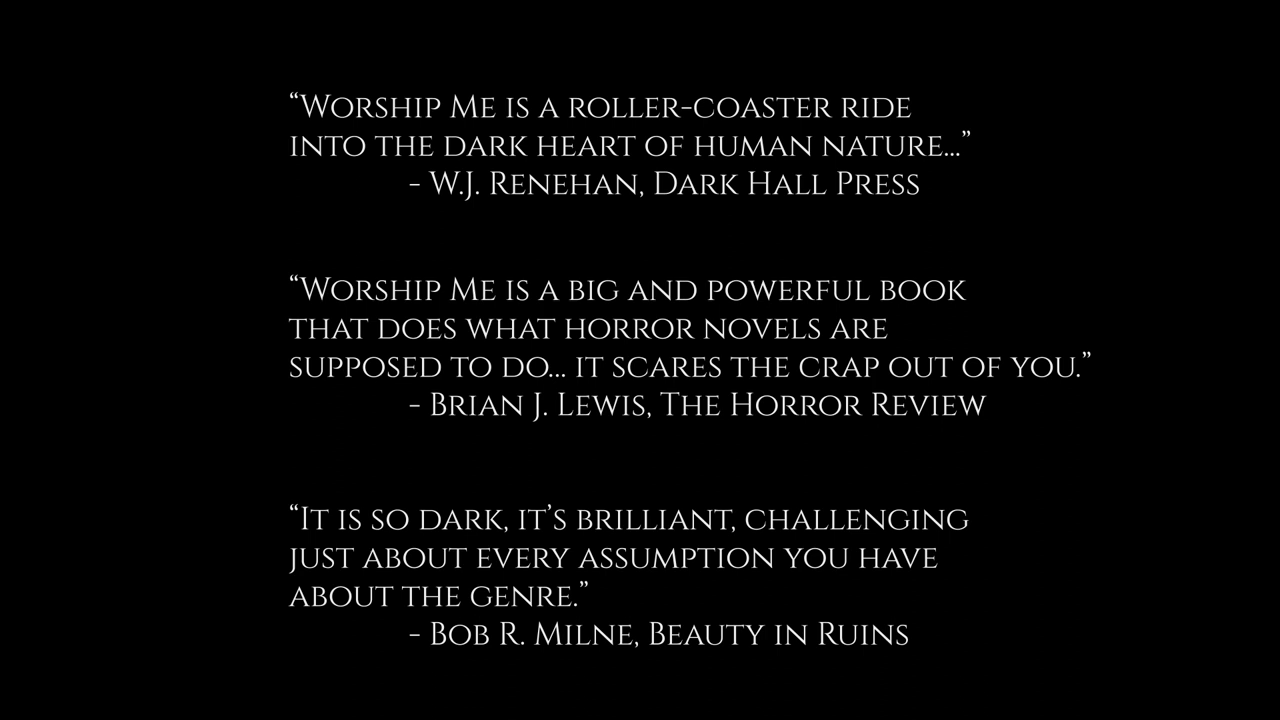 “Worship Me is a roller-coaster ride
into the dark heart of human nature...”
- W.J. Renehan, Dark Hall Press
“Worship Me is a big and powerful book
that does what horror novels are
supposed to do... it scares the crap out of you.”
- Brian J. Lewis, The Horror Review
“It is so dark, it’s brilliant, challenging
just about every assumption you have
about the genre.”
- Bob R. Milne, Beauty in Ruins